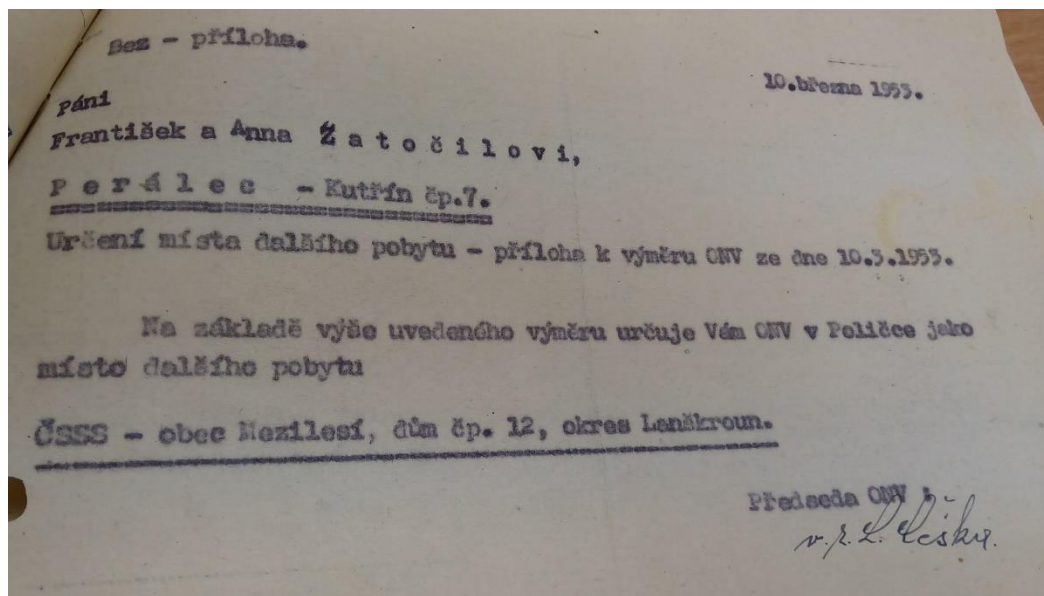 Bez - příloha.
10.března 1953.
Páni
František a Anna Z a t o č i l o v i,
P e r á l e c - Kutřín čp.7.
Určení místa dalšího pobytu - příloha k výměru ONV ze dne 10.3.1953.
Na základě výše uvedeného výměru určuje Vám ONV v Poličce jako
místo dalšího pobytu
ČSSS - obec Mezilesí, dům čp. 12, okres Lanškroun.
Předseda ONV :
v.r. L.